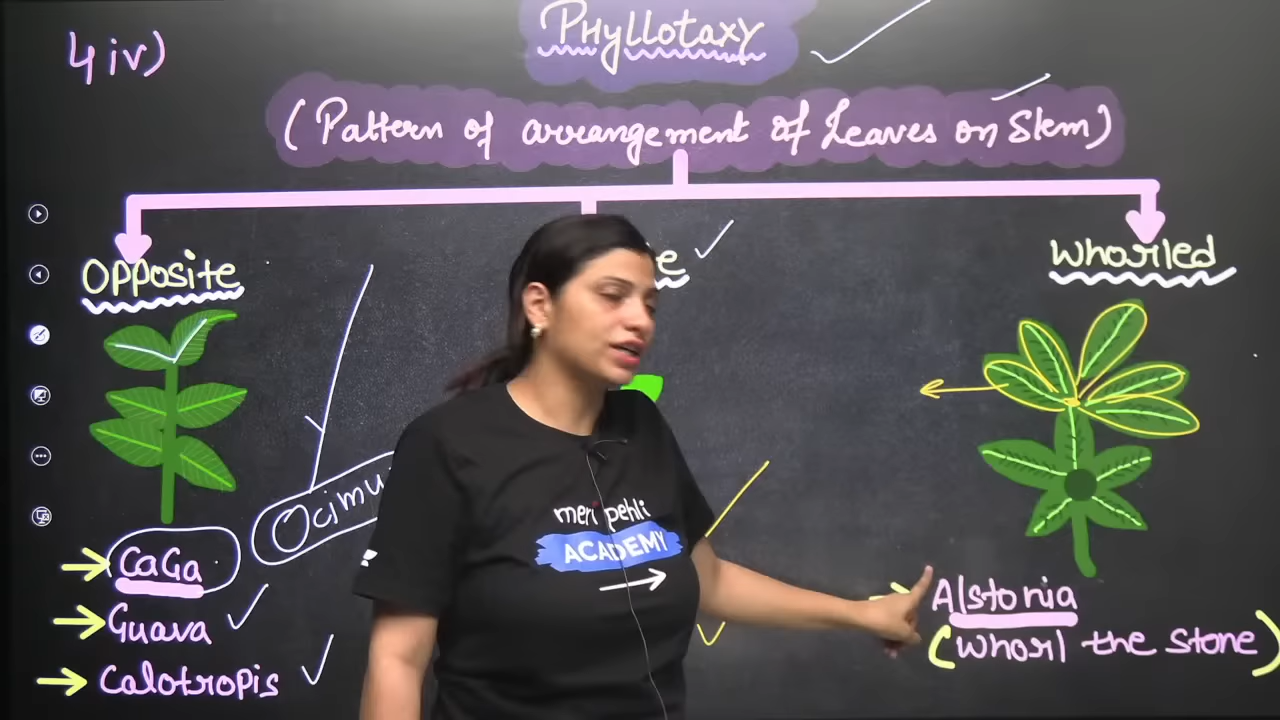 Phyllotaxy
4 iv)
(Pattern of arrangement of Leaves on Stem)
Opposite
Whorled
Ocimu
CaGa
Guava
Calotropis
Alstonia
(Whorl the Stone)
meri pehli
ACADEMY